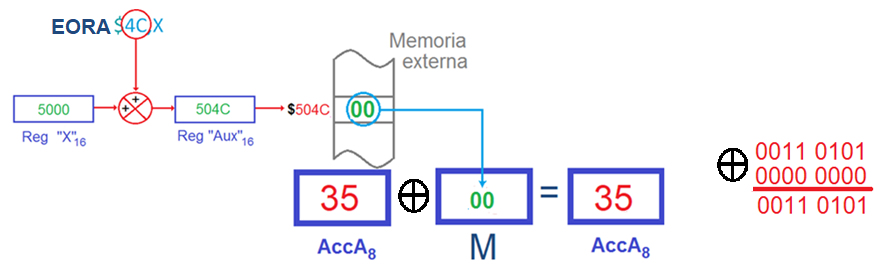 EORA $4C,X
Memoria
externa
5000
+
+
504C
$504C
00
Reg "X"16
Reg "Aux"16
35 ⊕ 00 = 35
AccA8
M
AccA8
⊕
0011 0101
0000 0000
0011 0101